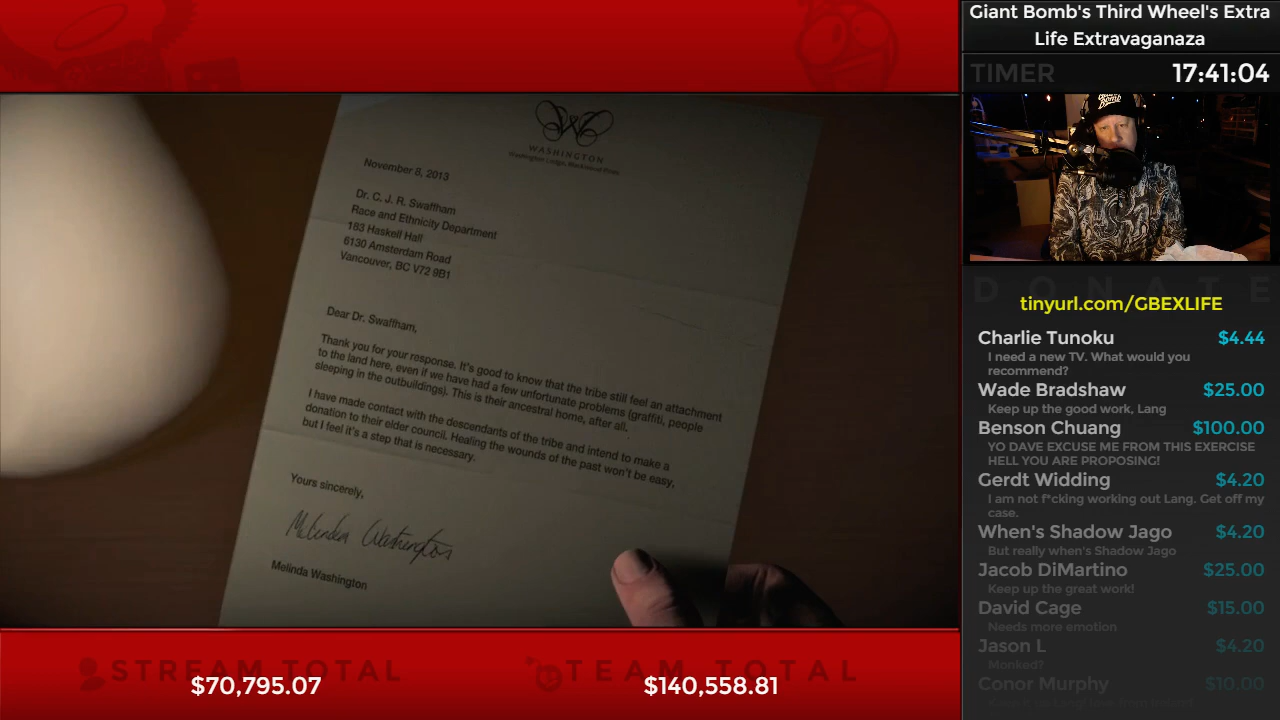 Giant Bomb's Third Wheel's Extra
Life Extravaganaza
TIMER
17:41:04
W
WASHINGTON
Washington Lodge, Blackwood Pines
November 8, 2013
Dr. C. J. R. Swaffham
Race and Ethnicity Department
183 Haskell Hall
6130 Amsterdam Road
Vancouver, BC V72 9B1
Dear Dr. Swaffham,
Thank you for your response. It's good to know that the tribe still feel an attachment
to the land here, even if we have had a few unfortunate problems (graffiti, people
sleeping in the outbuildings). This is their ancestral home, after all.
I have made contact with the descendants of the tribe and intend to make a
donation to their elder council. Healing the wounds of the past won't be easy,
but I feel it's a step that is necessary.
Yours sincerely,
Melinda Washington
Melinda Washington
DONATE
tinyurl.com/GBEXLIFE
Charlie Tunoku $4.44
I need a new TV. What would you
recommend?
Wade Bradshaw $25.00
Keep up the good work, Lang
Benson Chuang $100.00
YO DAVE EXCUSE ME FROM THIS EXERCISE
HELL YOU ARE PROPOSING!
Gerdt Widding $4.20
I am not f*cking working out Lang. Get off my
case.
When's Shadow Jago $4.20
But really when's Shadow Jago
Jacob DiMartino $25.00
Keep up the great work!
David Cage $15.00
Needs more emotion
Jason L $4.20
Monked?
Conor Murphy $10.00
STREAM TOTAL
$70,795.07
TEAM TOTAL
$140,558.81